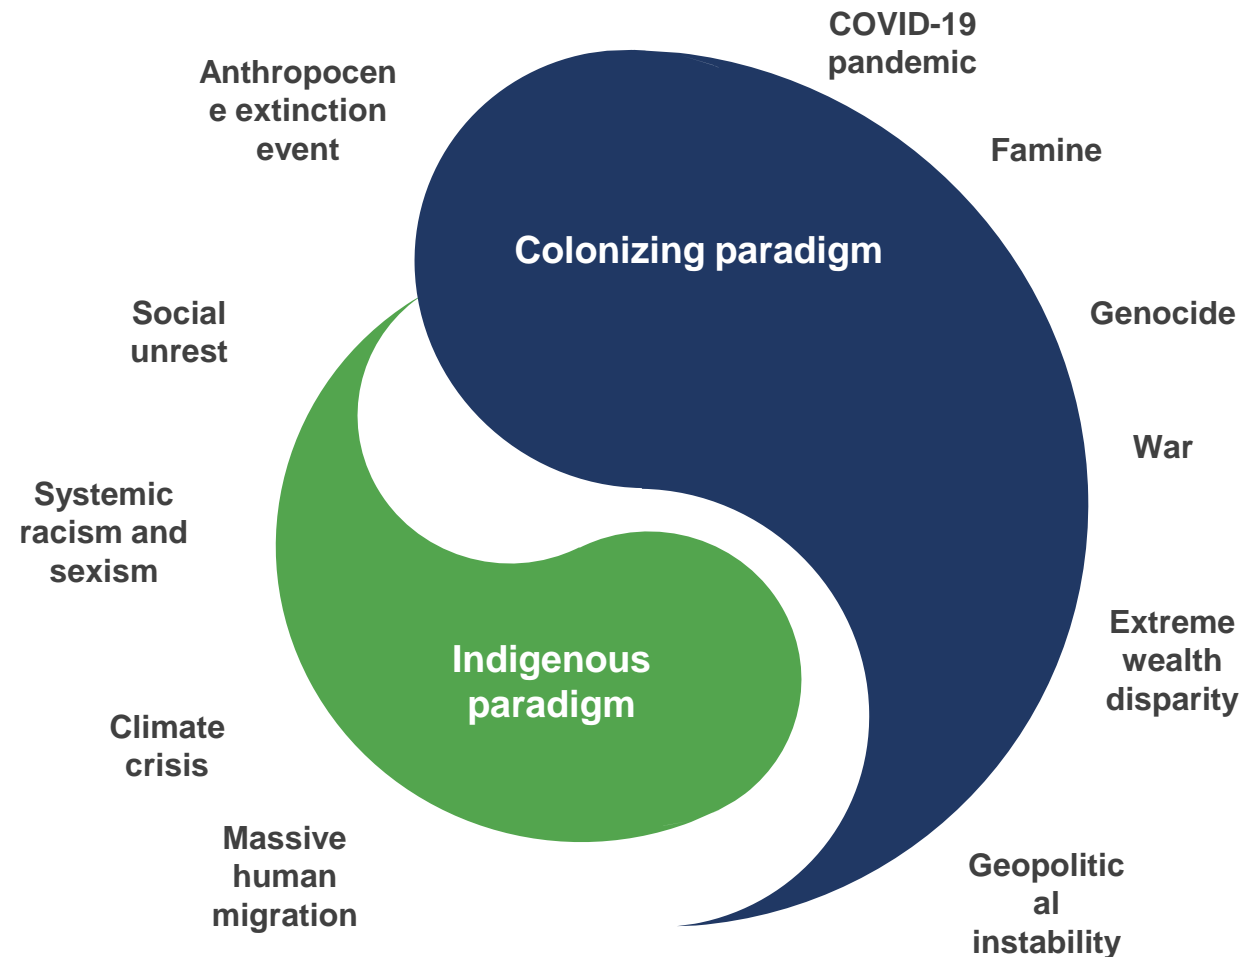 COVID-19
pandemic
Anthropocen
e extinction
event
Famine
Colonizing paradigm
Social
unrest
Genocide
War
Systemic
racism and
sexism
Extreme
wealth
disparity
Indigenous
paradigm
Climate
crisis
Massive
human
migration
Geopolitic
al
instability